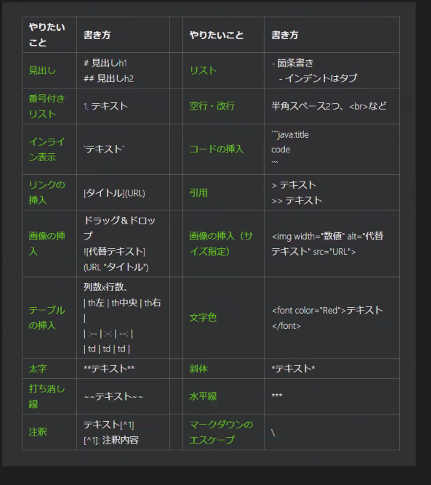 やりたい
こと
書き方
やりたいこと
書き方
見出し
# 見出しh1
## 見出しh2
リスト
- 箇条書き
- インデントはタブ
番号付き
リスト
1. テキスト
空行・改行
半角スペース2つ、<br>など
インライ
ン表示
`テキスト`
コードの挿入
```java:title
code
```
リンクの
挿入
[タイトル](URL)
引用
> テキスト
>> テキスト
画像の挿
入
ドラッグ＆ドロッ
プ
![代替テキスト]
(URL "タイトル")
画像の挿入（サ
イズ指定）
<img width="数値" alt="代替
テキスト" src="URL">
テーブル
の挿入
列数x行数、
| th左 | th中央 | th右
|
| :-- | :-: | --: |
| td | td | td |
文字色
<font color="Red">テキスト
</font>
太字
**テキスト**
斜体
*テキスト*
打ち消し
線
~~テキスト~~
水平線
***
注釈
テキスト[^1]
[^1]: 注釈内容
マークダウンの
エスケープ
\